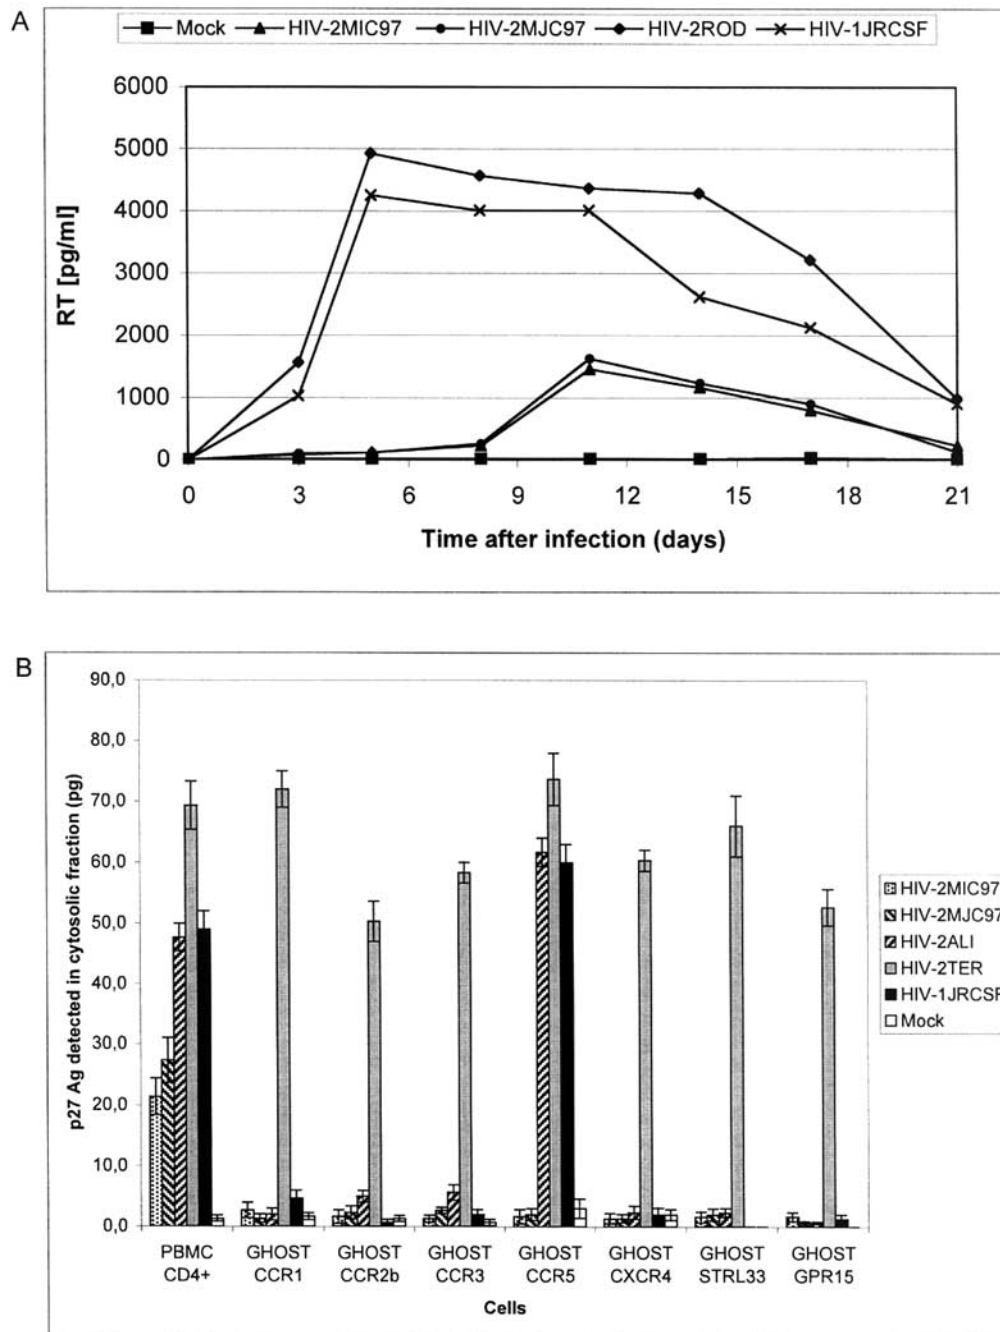 A
Mock HIV-2MIC97 HIV-2MJC97 HIV-2ROD HIV-1JRCSF
6000
5000
4000
3000
2000
1000
0
RT [pg/ml]
0 3 6 9 12 15 18 21
Time after infection (days)
B
90,0
80,0
70,0
60,0
50,0
40,0
30,0
20,0
10,0
0,0
p27 Ag detected in cytosolic fraction (pg)
PBMC GHOST GHOST GHOST GHOST GHOST GHOST GHOST
CD4+ CCR1 CCR2b CCR3 CCR5 CXCR4 STRL33 GPR15
Cells
HIV-2MIC97
HIV-2MJC97
HIV-2ALI
HIV-2TER
HIV-1JRCSF
Mock